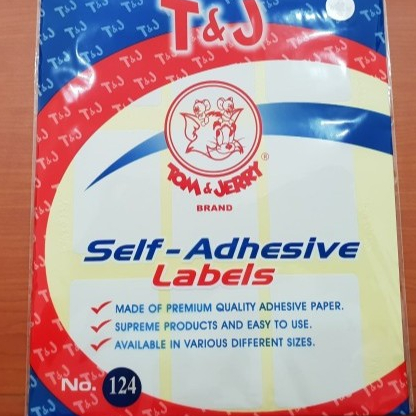 T&J
TOM & JERRY
®
BRAND
Self-Adhesive
Labels
MADE OF PREMIUM QUALITY ADHESIVE PAPER.
SUPREME PRODUCTS AND EASY TO USE.
AVAILABLE IN VARIOUS DIFFERENT SIZES.
No. 124